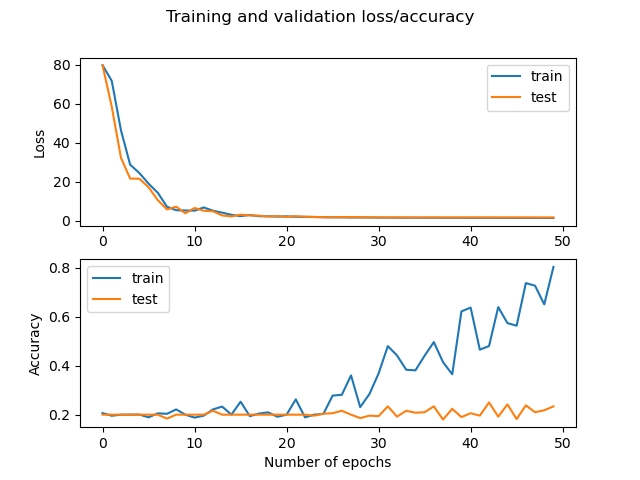 Training and validation loss/accuracy
80
60
40
20
0
Loss
train
test
0 10 20 30 40 50
0.8
0.6
0.4
0.2
Accuracy
train
test
0 10 20 30 40 50
Number of epochs